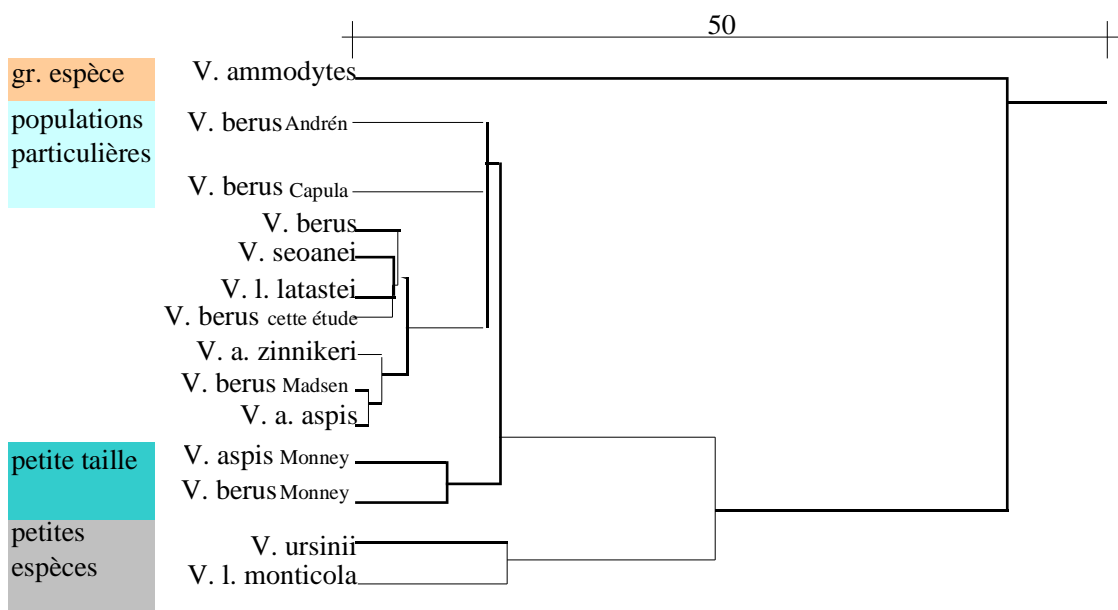 50
gr. espèce
V. ammodytes
populations
particulières
V. berus Andrén
V. berus Capula
V. berus
V. seoanei
V. l. latastei
V. berus cette étude
V. a. zinnikeri
V. berus Madsen
V. a. aspis
petite taille
V. aspis Monney
V. berus Monney
petites
espèces
V. ursinii
V. l. monticola